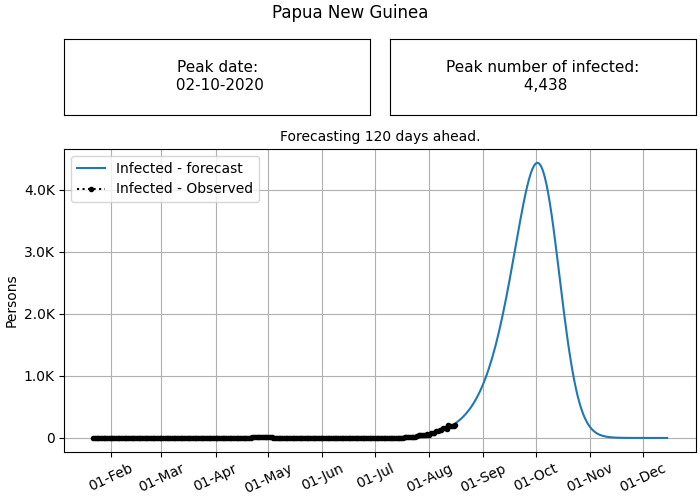 Papua New Guinea
Peak date:
02-10-2020
Peak number of infected:
4,438
Forecasting 120 days ahead.
Infected - forecast
Infected - Observed
4.0K
3.0K
2.0K
1.0K
0
Persons
01-Feb
01-Mar
01-Apr
01-May
01-Jun
01-Jul
01-Aug
01-Sep
01-Oct
01-Nov
01-Dec